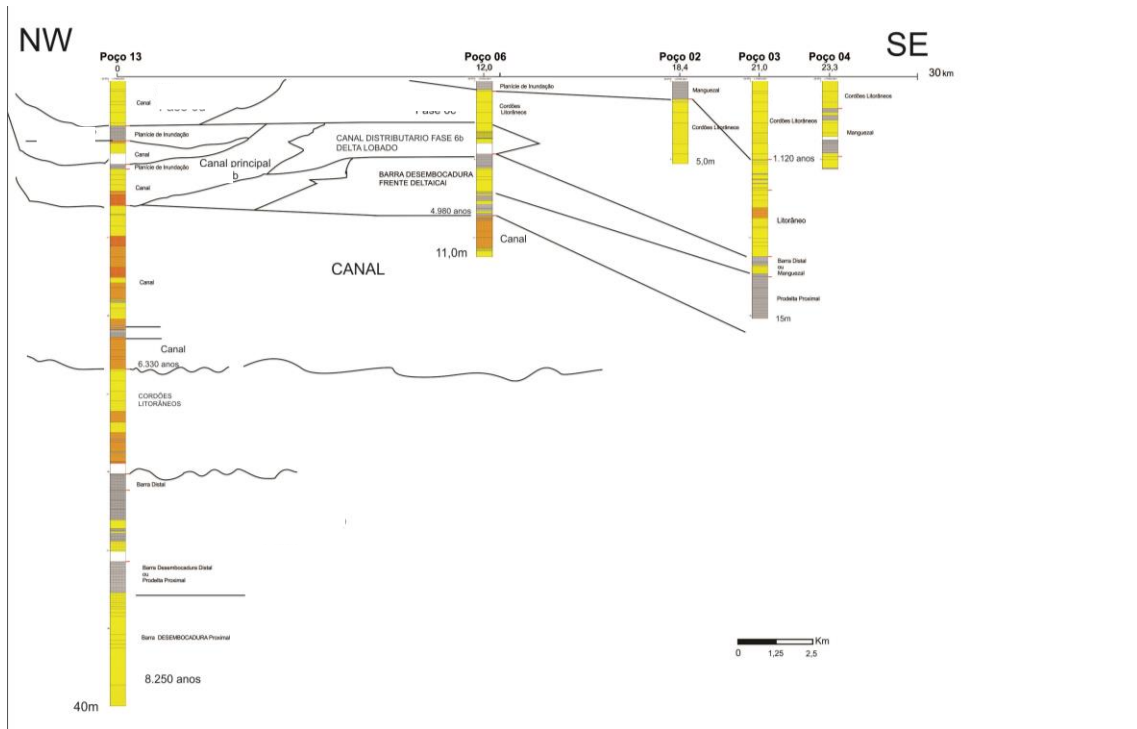 NW
SE
Poço 13
Poço 06
Poço 02
Poço 03
Poço 04
0
12,0
18,4
21,0
23,3
30 km
Canal
Planície de Inundação
Canal
Planície de Inundação
Canal
Canal principal
b
CANAL DISTRIBUTARIO FASE 6b
DELTA LOBADO
BARRA DESEMBOCADURA
FRENTE DELTAICAI
4.980 anos
11,0m
Planície de Inundação
Cordões
Litorâneos
Canal
Manguezal
Cordões Litorâneos
5,0m
Cordões Litorâneos
1.120 anos
Litorâneo
Barra Distal
ou
Manguezal
Prodelta Proximal
15m
Cordões Litorâneos
Manguezal
CANAL
Canal
Canal
6.330 anos
CORDÕES
LITORÂNEOS
Barra Distal
Barra Desembocadura Distal
ou
Prodelta Proximal
Barra DESEMBOCADURA Proximal
8.250 anos
40m
Km
0
1,25
2,5